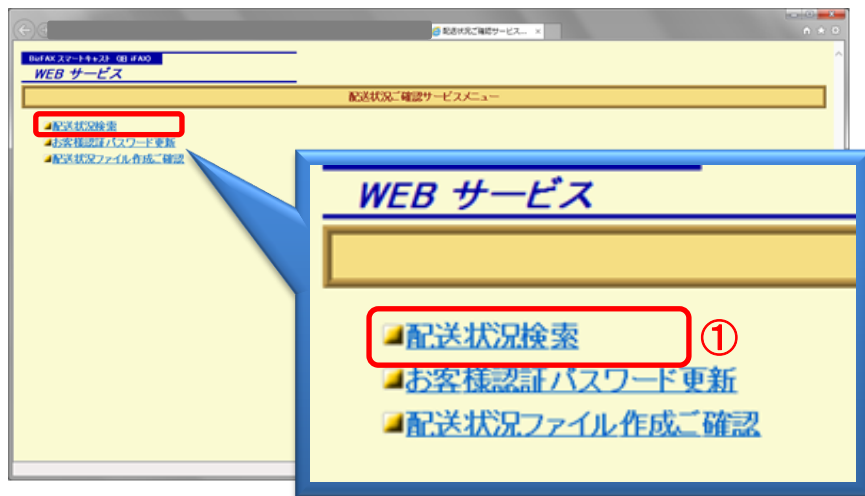 配送状況ご確認サービス...
BizFAX スマートキャスト (旧 iFAX)
WEB サービス
配送状況ご確認サービスメニュー
配送状況検索
お客様認証パスワード更新
配送状況ファイル作成ご確認
WEB サービス
配送状況検索
①
お客様認証パスワード更新
配送状況ファイル作成ご確認